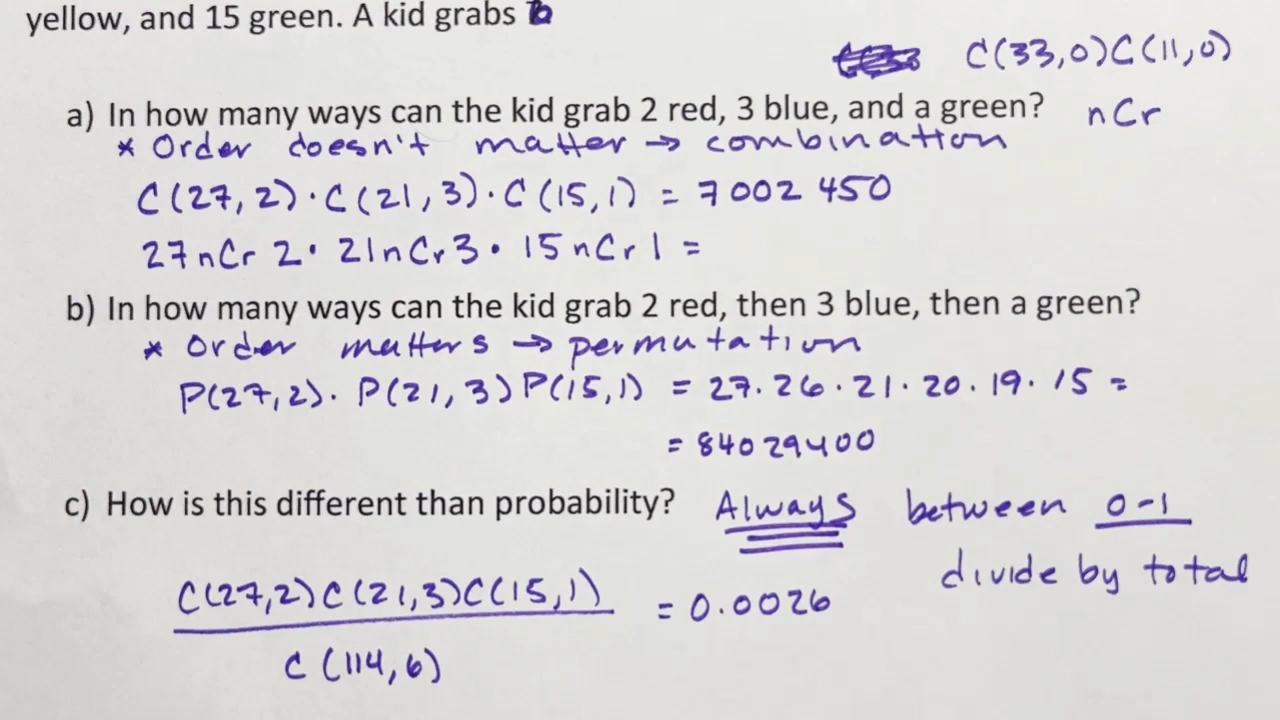 yellow, and 15 green. A kid grabs 6
C(33,0)C(11,0)
a) In how many ways can the kid grab 2 red, 3 blue, and a green? nCr
* Order doesn't matter → combination
C(27,2)·C(21,3)·C(15,1) = 7002450
27nCr 2· 21nCr3· 15nCr1 =
b) In how many ways can the kid grab 2 red, then 3 blue, then a green?
* Order matters → permutation
P(27,2)· P(21,3)P(15,1) = 27·26·21·20·19·15 =
= 84029400
c) How is this different than probability? Always between 0-1
divide by total
C(27,2)C(21,3)C(15,1)
= 0.0026
C(114,6)